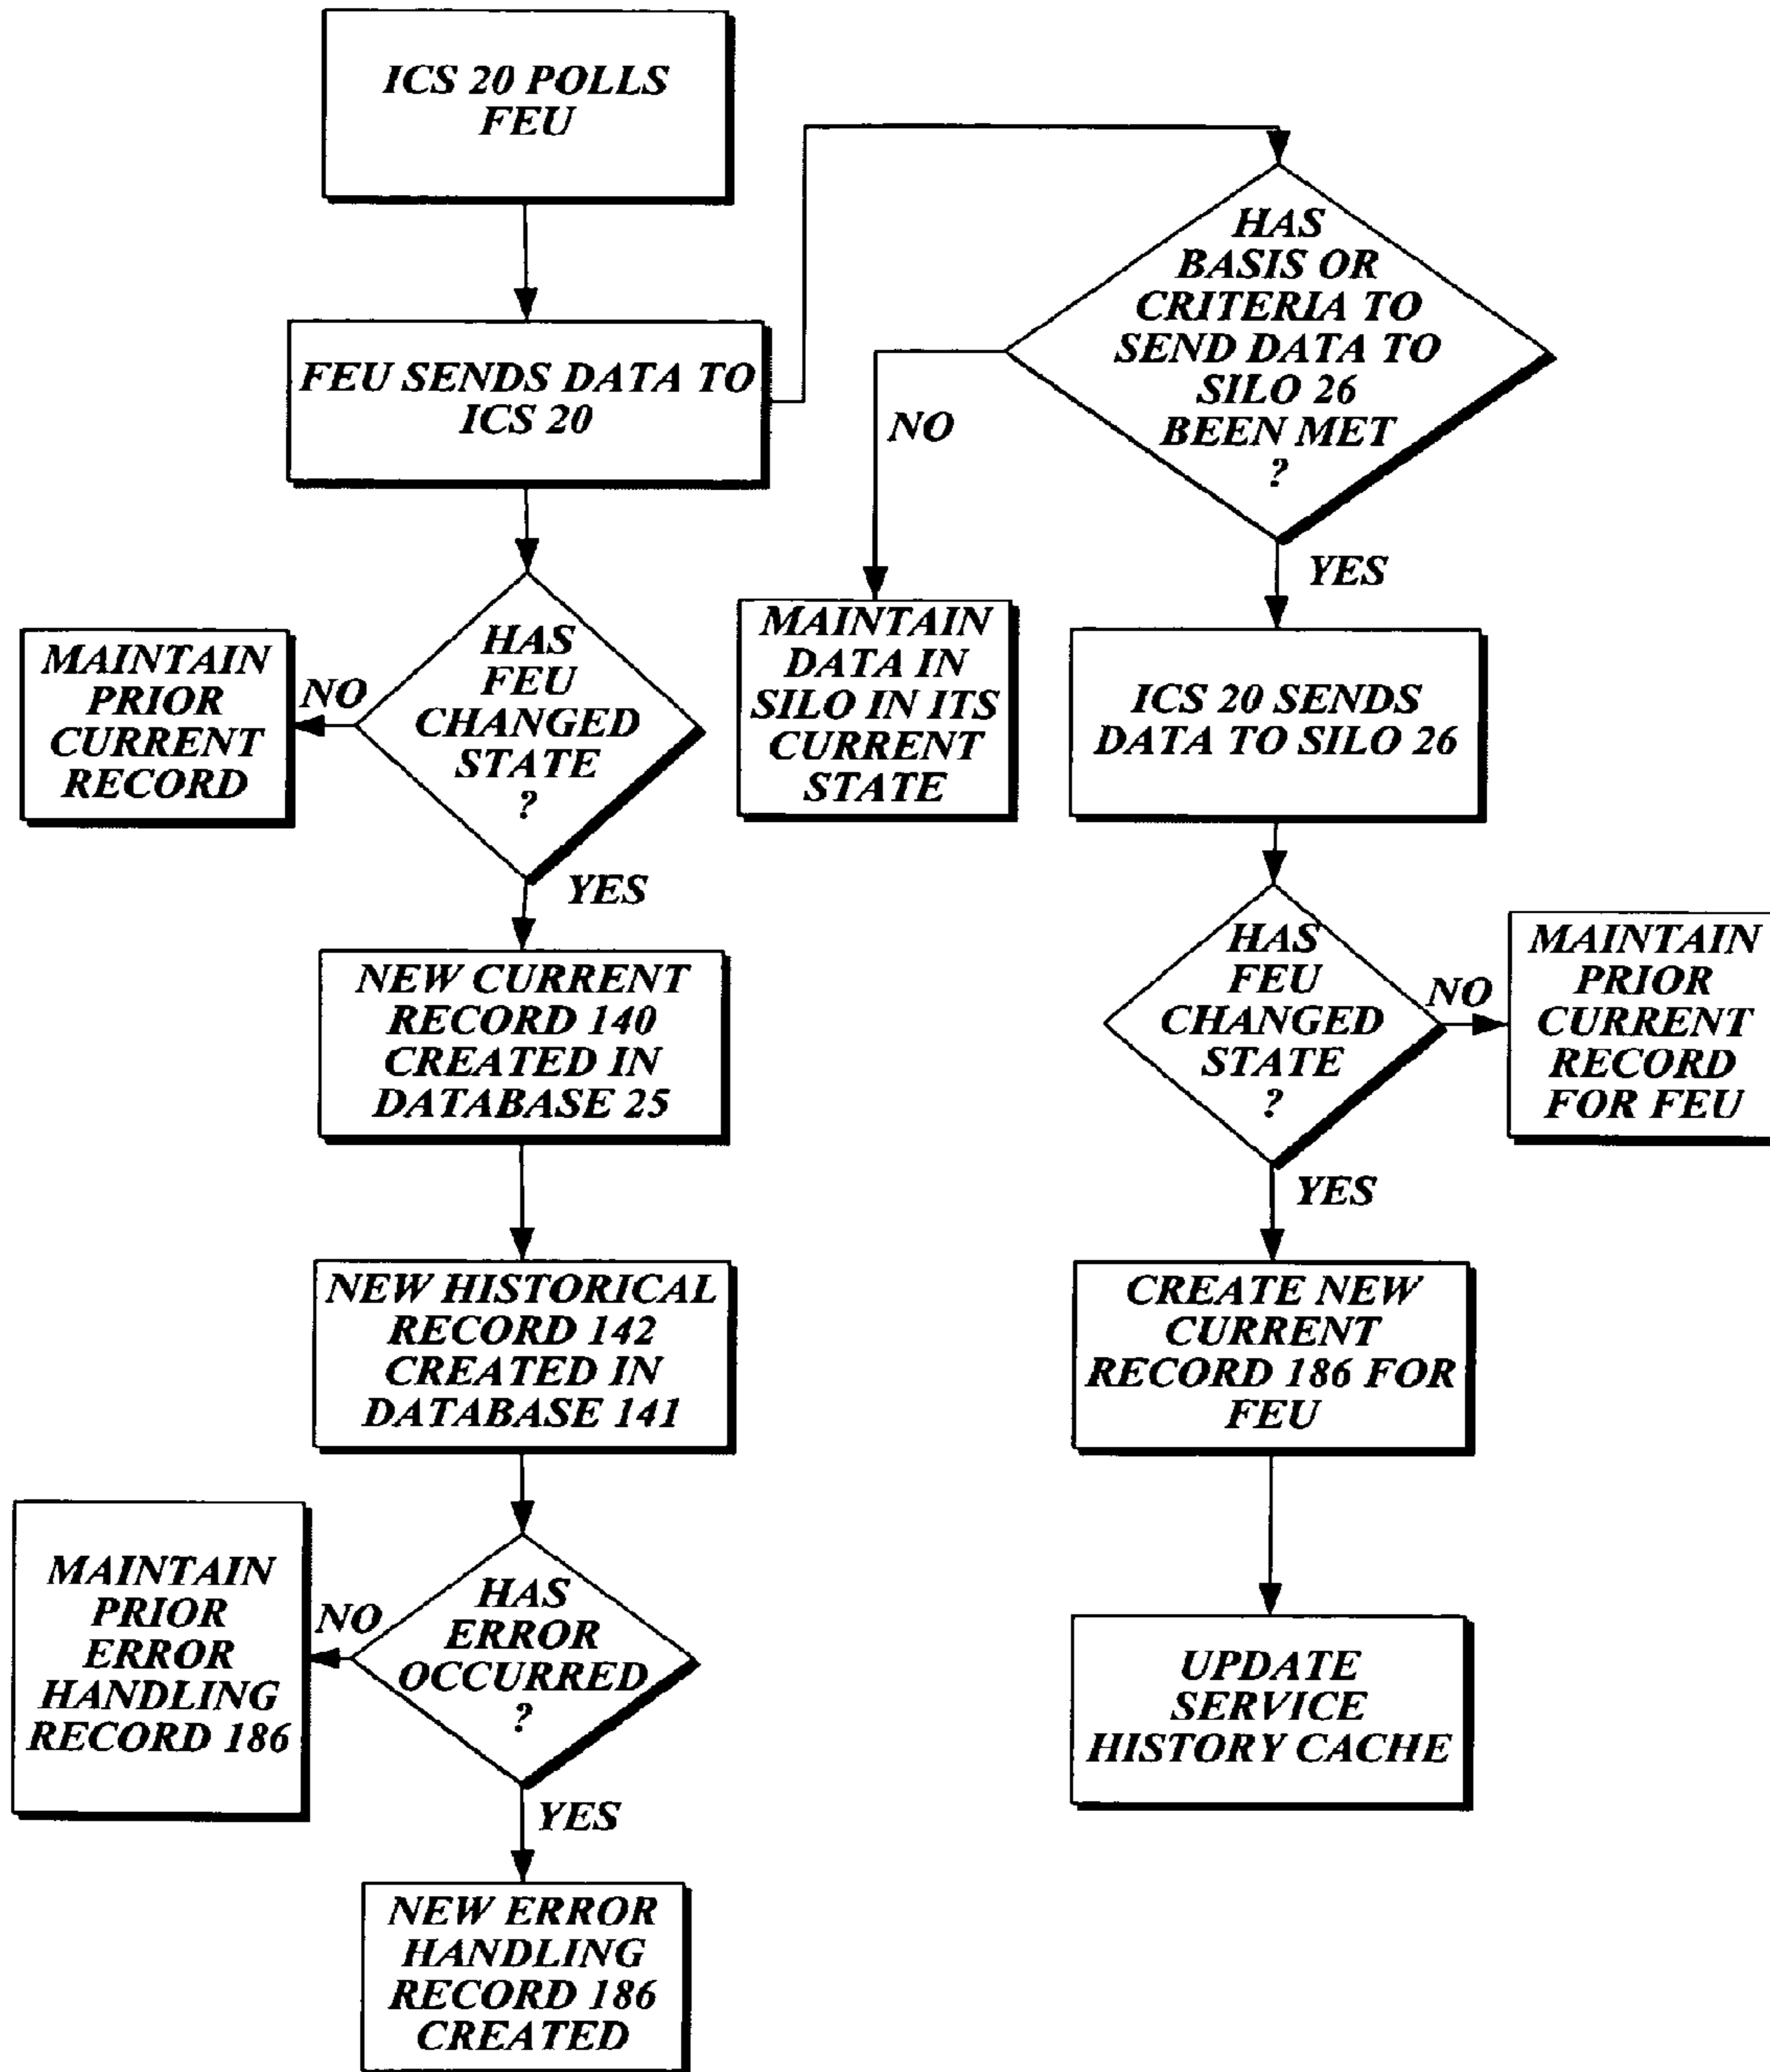 ICS 20 POLLS
FEU
FEU SENDS DATA TO
ICS 20
HAS
FEU
CHANGED
STATE
?
NO
MAINTAIN
PRIOR
CURRENT
RECORD
YES
NEW CURRENT
RECORD 140
CREATED IN
DATABASE 25
NEW HISTORICAL
RECORD 142
CREATED IN
DATABASE 141
HAS
ERROR
OCCURRED
?
NO
MAINTAIN
PRIOR
ERROR
HANDLING
RECORD 186
YES
NEW ERROR
HANDLING
RECORD 186
CREATED
HAS
BASIS OR
CRITERIA TO
SEND DATA TO
SILO 26
BEEN MET
?
NO
MAINTAIN
DATA IN
SILO IN ITS
CURRENT
STATE
YES
ICS 20 SENDS
DATA TO SILO 26
HAS
FEU
CHANGED
STATE
?
NO
MAINTAIN
PRIOR
CURRENT
RECORD
FOR FEU
YES
CREATE NEW
CURRENT
RECORD 186 FOR
FEU
UPDATE
SERVICE
HISTORY CACHE